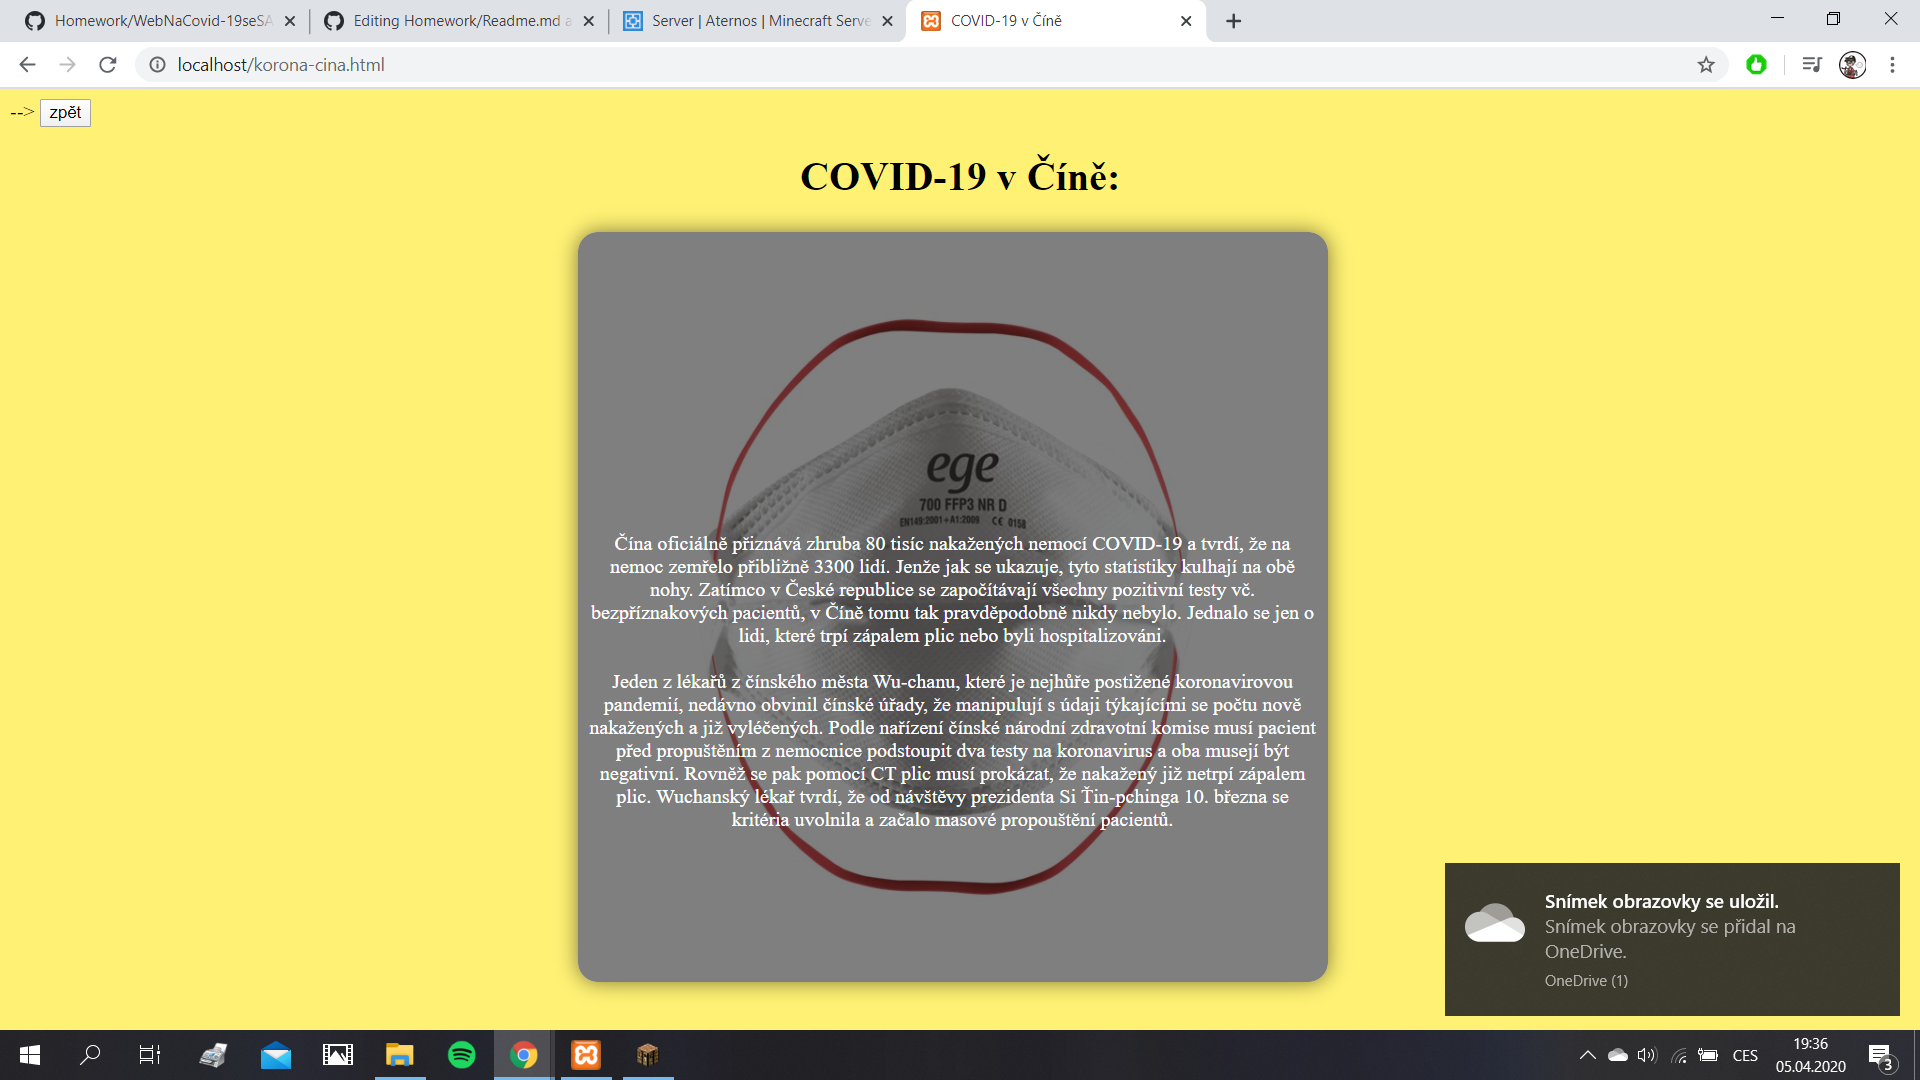 Homework/WebNaCovid-19seSA
Editing Homework/Readme.md a
Server | Aternos | Minecraft Serve
COVID-19 v Číně
localhost/korona-cina.html
--> zpět
COVID-19 v Číně:
ege
700 FFP3 NR D
EN149:2001+A1:2009 CE 0158
Čína oficiálně přiznává zhruba 80 tisíc nakažených nemocí COVID-19 a tvrdí, že na
nemoc zemřelo přibližně 3300 lidí. Jenže jak se ukazuje, tyto statistiky kulhají na obě
nohy. Zatímco v České republice se započítávají všechny pozitivní testy vč.
bezpříznakových pacientů, v Číně tomu tak pravděpodobně nikdy nebylo. Jednalo se jen o
lidi, které trpí zápalem plic nebo byli hospitalizováni.
Jeden z lékařů z čínského města Wu-chanu, které je nejhůře postižené koronavirovou
pandemií, nedávno obvinil čínské úřady, že manipulují s údaji týkajícími se počtu nově
nakažených a již vyléčených. Podle nařízení čínské národní zdravotní komise musí pacient
před propuštěním z nemocnice podstoupit dva testy na koronavirus a oba musejí být
negativní. Rovněž se pak pomocí CT plic musí prokázat, že nakažený již netrpí zápalem
plic. Wuchanský lékař tvrdí, že od návštěvy prezidenta Si Ťin-pchinga 10. března se
kritéria uvolnila a začalo masové propouštění pacientů.
Snímek obrazovky se uložil.
Snímek obrazovky se přidal na
OneDrive.
OneDrive (1)
CES
19:36
05.04.2020
3